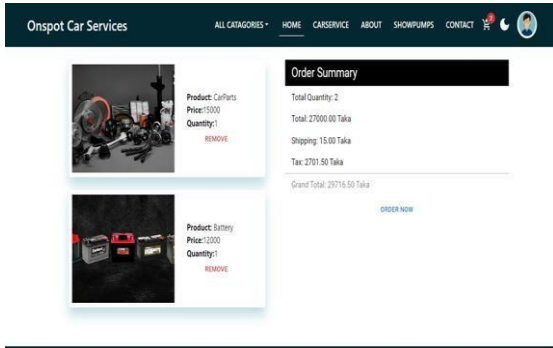 Onspot Car Services
ALL CATAGORIES HOME CARSERVICE ABOUT SHOWPUMPS CONTACT
Product: CarParts
Price:15000
Quantity:1
REMOVE
Product: Battery
Price:12000
Quantity:1
REMOVE
Order Summary
Total Quantity: 2
Total: 27000.00 Taka
Shipping: 15.00 Taka
Tax: 2701.50 Taka
Grand Total: 29716.50 Taka
ORDER NOW